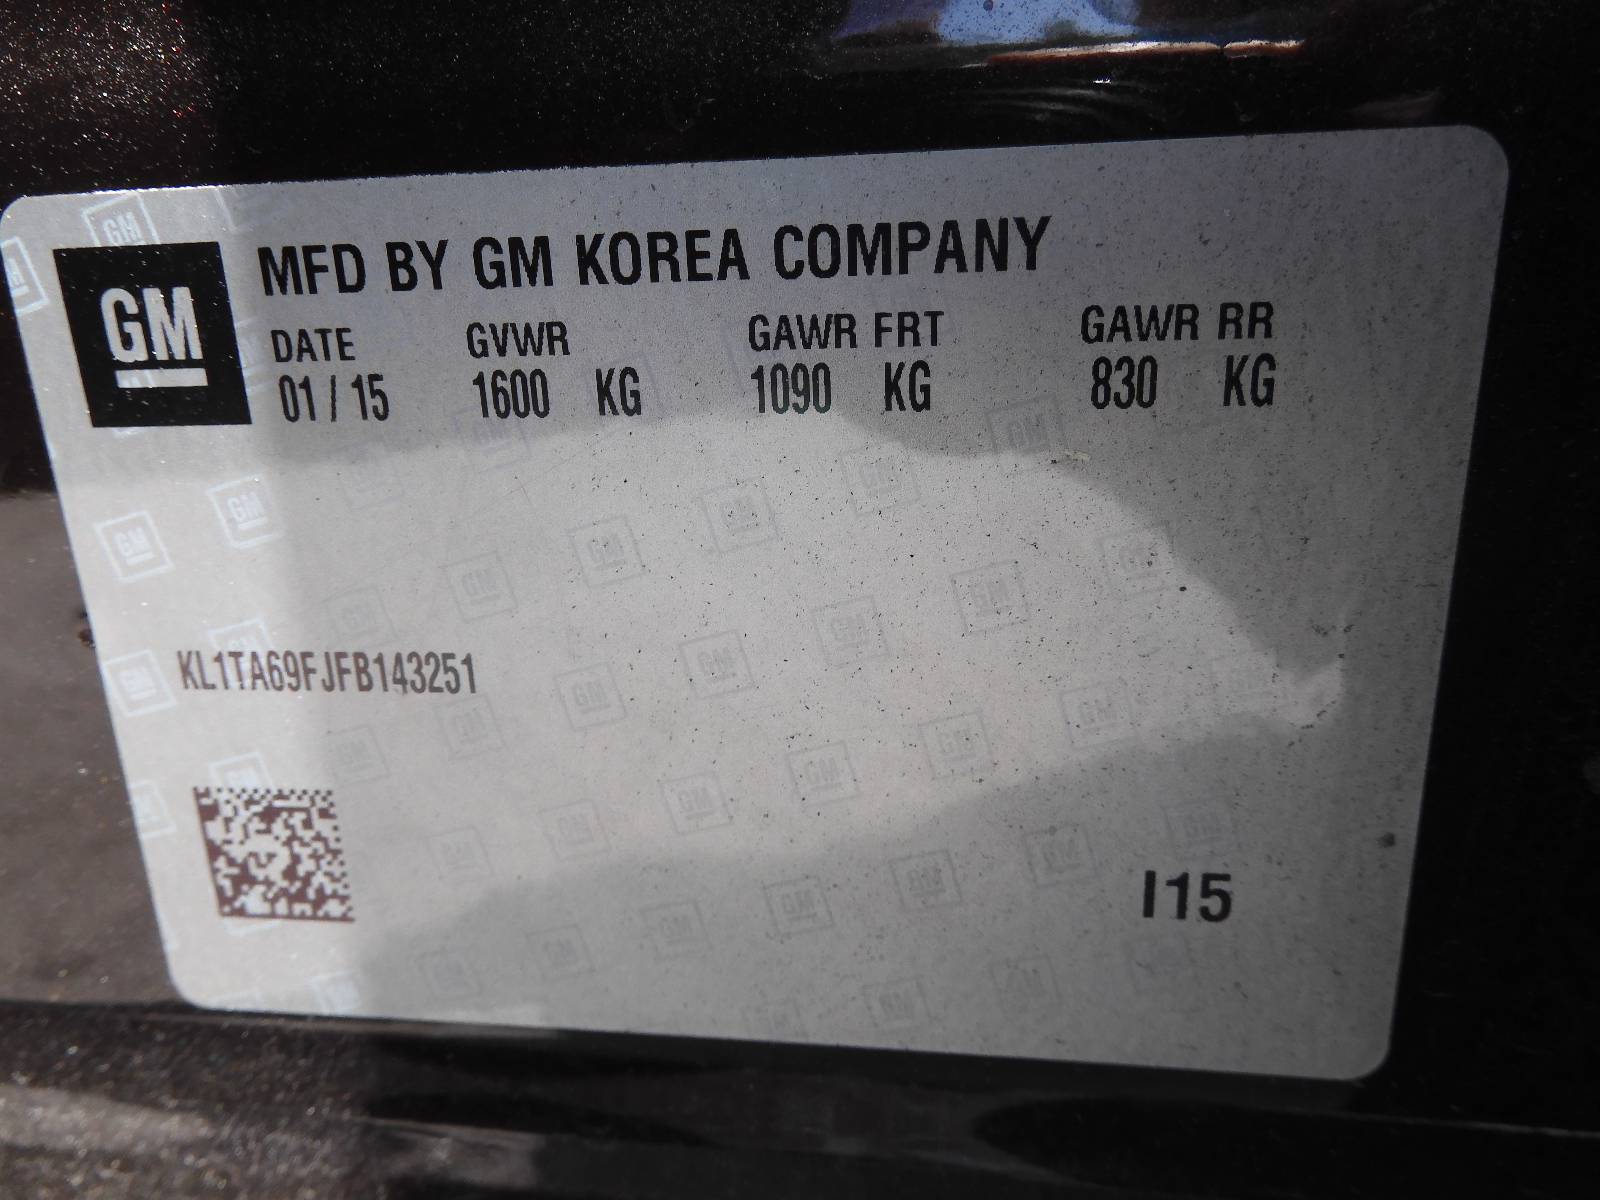 GM
MFD BY GM KOREA COMPANY
DATE GVWR GAWR FRT GAWR RR
01 / 15 1600 KG 1090 KG 830 KG
KL1TA69FJFB143251
I15